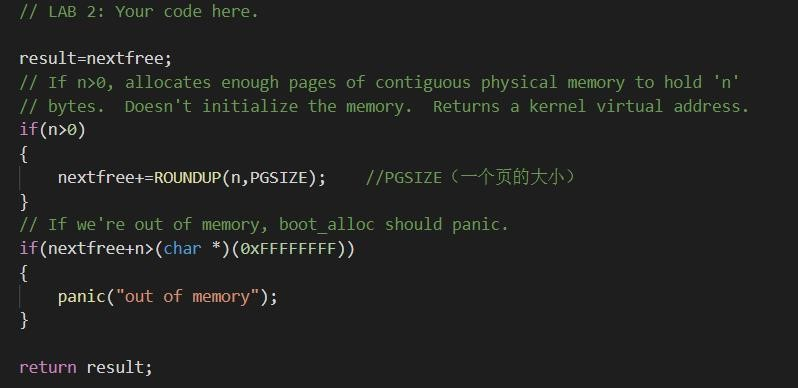 // LAB 2: Your code here.
result=nextfree;
// If n>0, allocates enough pages of contiguous physical memory to hold 'n'
// bytes.  Doesn't initialize the memory.  Returns a kernel virtual address.
if(n>0)
{
    nextfree+=ROUNDUP(n,PGSIZE);    //PGSIZE（一个页的大小）
}
// If we're out of memory, boot_alloc should panic.
if(nextfree+n>(char *)(0xFFFFFFFF))
{
    panic("out of memory");
}
return result;